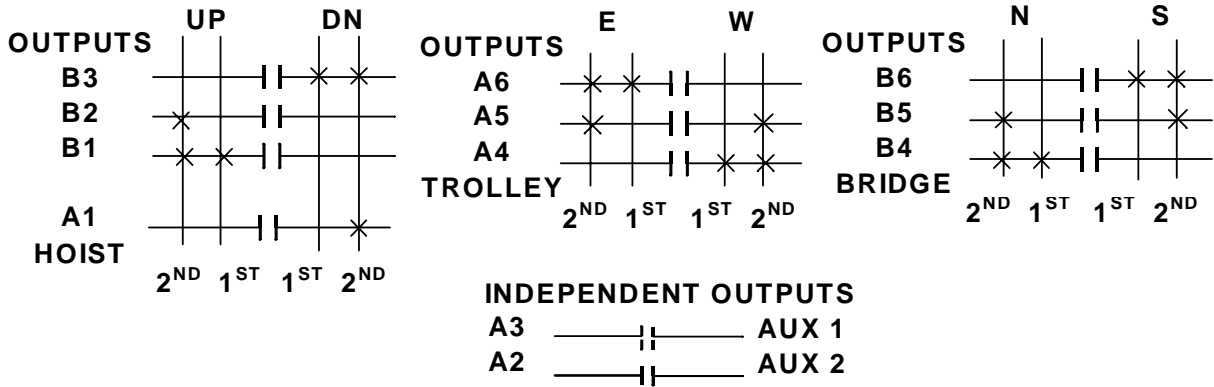 UP DN
OUTPUTS
B3
B2
B1
A1
HOIST
2ND 1ST 1ST 2ND
E W
OUTPUTS
A6
A5
A4
TROLLEY
2ND 1ST 1ST 2ND
N S
OUTPUTS
B6
B5
B4
BRIDGE
2ND 1ST 1ST 2ND
INDEPENDENT OUTPUTS
A3 AUX 1
A2 AUX 2